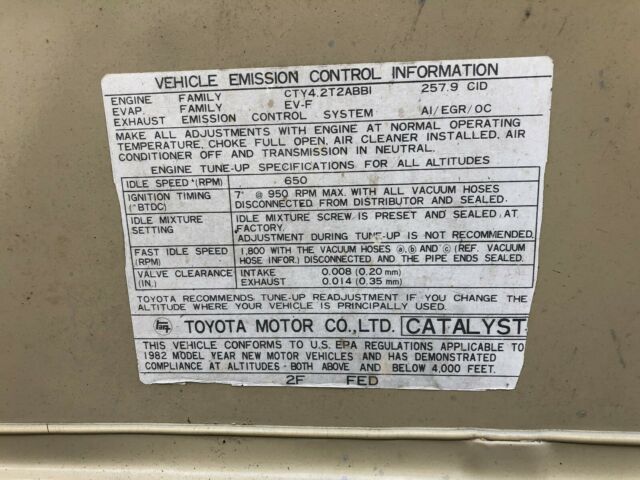 VEHICLE EMISSION CONTROL INFORMATION
ENGINE FAMILY CTY4.2T2ABBI 257.9 CID
EVAP. FAMILY EV-F
EXHAUST EMISSION CONTROL SYSTEM AI/EGR/OC
MAKE ALL ADJUSTMENTS WITH ENGINE AT NORMAL OPERATING
TEMPERATURE, CHOKE FULL OPEN, AIR CLEANER INSTALLED, AIR
CONDITIONER OFF AND TRANSMISSION IN NEUTRAL.
ENGINE TUNE-UP SPECIFICATIONS FOR ALL ALTITUDES
IDLE SPEED (RPM) 650
IGNITION TIMING (°BTDC) 7° @ 950 RPM MAX. WITH ALL VACUUM HOSES
DISCONNECTED FROM DISTRIBUTOR AND SEALED.
IDLE MIXTURE SETTING IDLE MIXTURE SCREW IS PRESET AND SEALED AT
FACTORY.
ADJUSTMENT DURING TUNE-UP IS NOT RECOMMENDED.
FAST IDLE SPEED (RPM) 1,800 WITH THE VACUUM HOSES ⓐ,ⓑ AND ⓒ (REF. VACUUM
HOSE INFOR.) DISCONNECTED AND THE PIPE ENDS SEALED.
VALVE CLEARANCE (IN.) INTAKE 0.008 (0.20 mm)
EXHAUST 0.014 (0.35 mm)
TOYOTA RECOMMENDS TUNE-UP READJUSTMENT IF YOU CHANGE THE
ALTITUDE WHERE YOUR VEHICLE IS PRINCIPALLY USED.
TEQ TOYOTA MOTOR CO.,LTD. CATALYST
THIS VEHICLE CONFORMS TO U.S. EPA REGULATIONS APPLICABLE TO
1982 MODEL YEAR NEW MOTOR VEHICLES AND HAS DEMONSTRATED
COMPLIANCE AT ALTITUDES - BOTH ABOVE AND BELOW 4,000 FEET.
2F FED